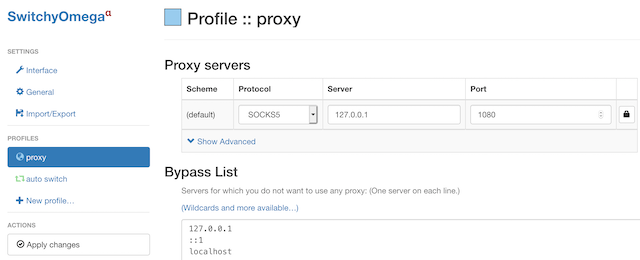 SwitchyOmegaα
Profile :: proxy
SETTINGS
Interface
General
Import/Export
PROFILES
proxy
auto switch
New profile…
ACTIONS
Apply changes
Proxy servers
Scheme Protocol Server Port
(default) SOCKS5 127.0.0.1 1080
Show Advanced
Bypass List
Servers for which you do not want to use any proxy: (One server on each line.)
(Wildcards and more available…)
127.0.0.1
::1
localhost